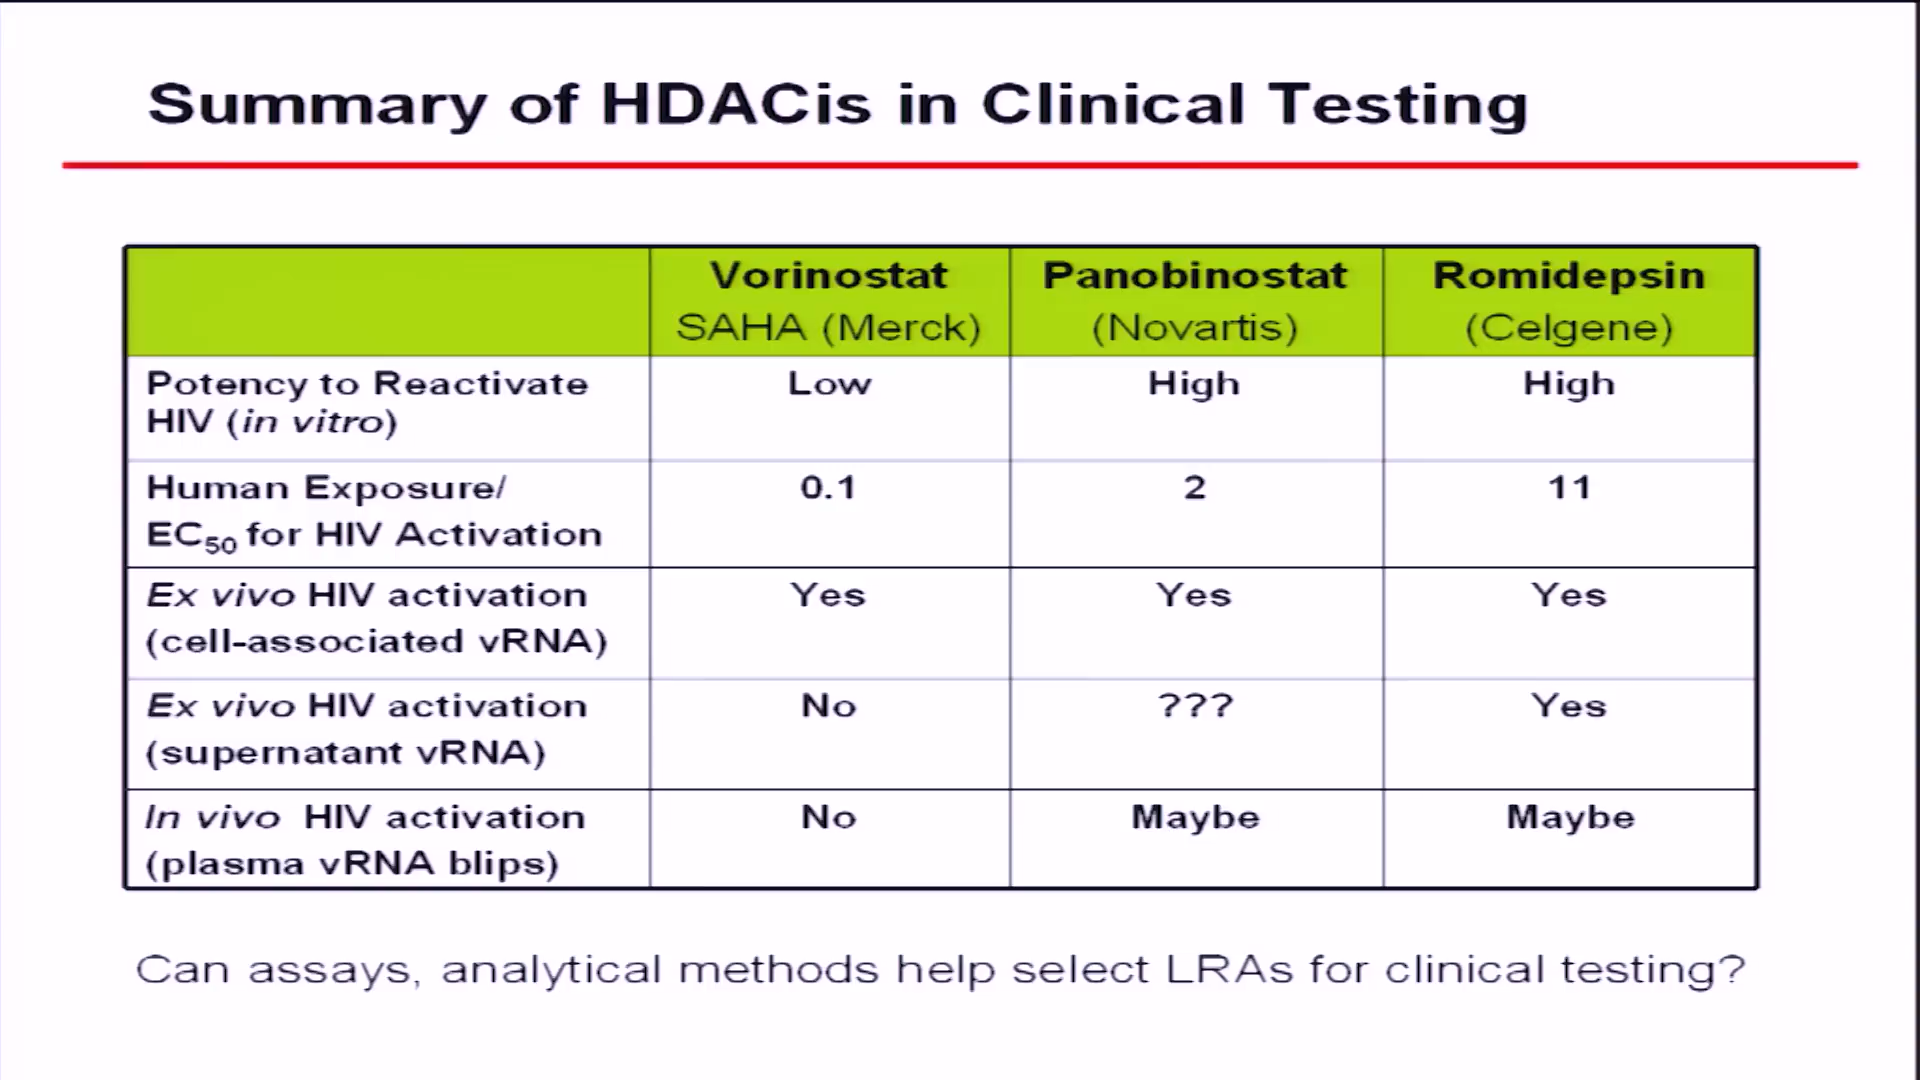 Summary of HDACis in Clinical Testing
Vorinostat Panobinostat Romidepsin
SAHA (Merck) (Novartis) (Celgene)
Potency to Reactivate Low High High
HIV (in vitro)
Human Exposure/ 0.1 2 11
EC50 for HIV Activation
Ex vivo HIV activation Yes Yes Yes
(cell-associated vRNA)
Ex vivo HIV activation No ??? Yes
(supernatant vRNA)
In vivo HIV activation No Maybe Maybe
(plasma vRNA blips)
Can assays, analytical methods help select LRAs for clinical testing?